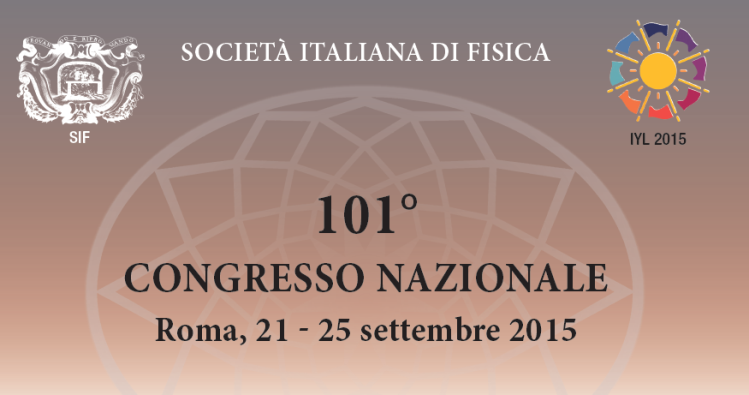 SOCIETÀ ITALIANA DI FISICA
SIF
IYL 2015
101°
CONGRESSO NAZIONALE
Roma, 21 - 25 settembre 2015